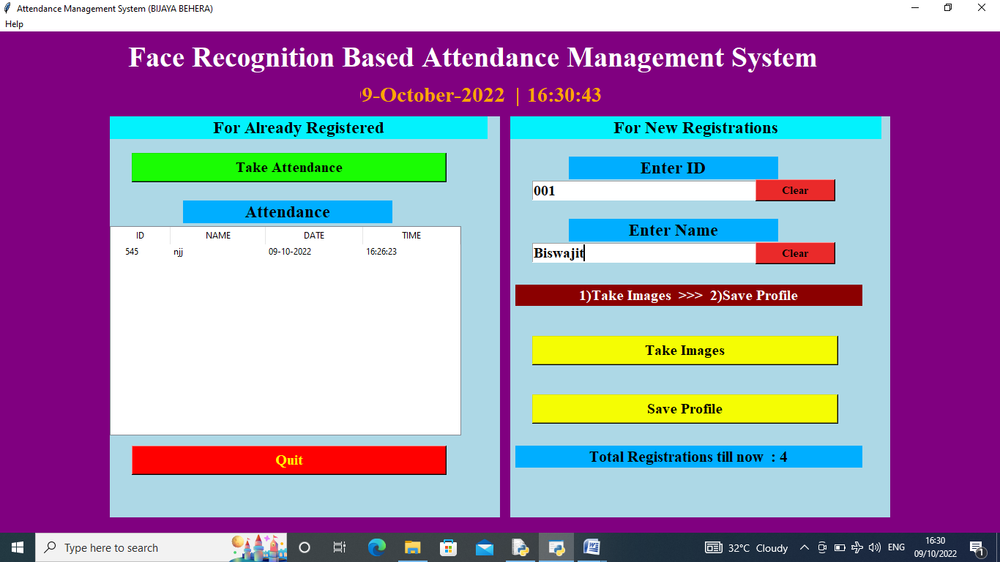 Attendance Management System (BIJAYA BEHERA)
Help
Face Recognition Based Attendance Management System
9-October-2022 | 16:30:43
For Already Registered
Take Attendance
Attendance
ID NAME DATE TIME
545 njj 09-10-2022 16:26:23
Quit
For New Registrations
Enter ID
001 Clear
Enter Name
Biswajit Clear
1)Take Images >>> 2)Save Profile
Take Images
Save Profile
Total Registrations till now : 4
Type here to search
32°C Cloudy
ENG
16:30
09/10/2022
1